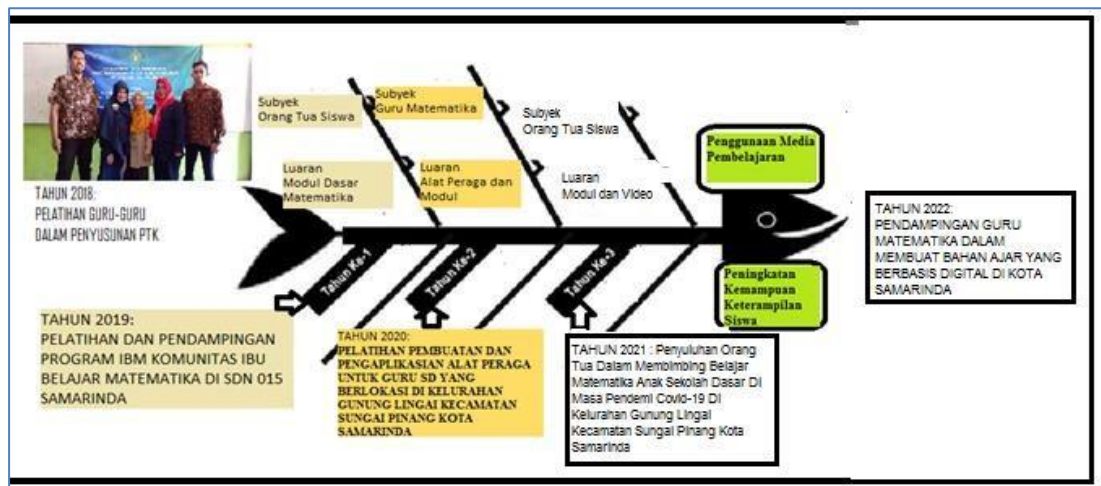 TAHUN 2018:
PELATIHAN GURU-GURU
DALAM PENYUSUNAN PTK
Subyek
Orang Tua Siswa
Luaran
Modul Dasar
Matematika
Subyek
Guru Matematika
Luaran
Alat Peraga dan
Modul
Subyek
Orang Tua Siswa
Luaran
Modul dan Video
Penggunaan Media
Pembelajaran
Tahun Ke-1
Tahun Ke-2
Tahun Ke-3
Peningkatan
Kemampuan
Keterampilan
Siswa
TAHUN 2019:
PELATIHAN DAN PENDAMPINGAN
PROGRAM IBM KOMUNITAS IBU
BELAJAR MATEMATIKA DI SDN 015
SAMARINDA
TAHUN 2020:
PELATIHAN PEMBUATAN DAN
PENGAPLIKASIAN ALAT PERAGA
UNTUK GURU SD YANG
BERLOKASI DI KELURAHAN
GUNUNG LINGAI KECAMATAN
SUNGAI PINANG KOTA
SAMARINDA
TAHUN 2021 : Penyuluhan Orang
Tua Dalam Membimbing Belajar
Matematika Anak Sekolah Dasar Di
Masa Pendemi Covid-19 Di
Kelurahan Gunung Lingai
Kecamatan Sungai Pinang Kota
Samarinda
TAHUN 2022:
PENDAMPINGAN GURU
MATEMATIKA DALAM
MEMBUAT BAHAN AJAR YANG
BERBASIS DIGITAL DI KOTA
SAMARINDA